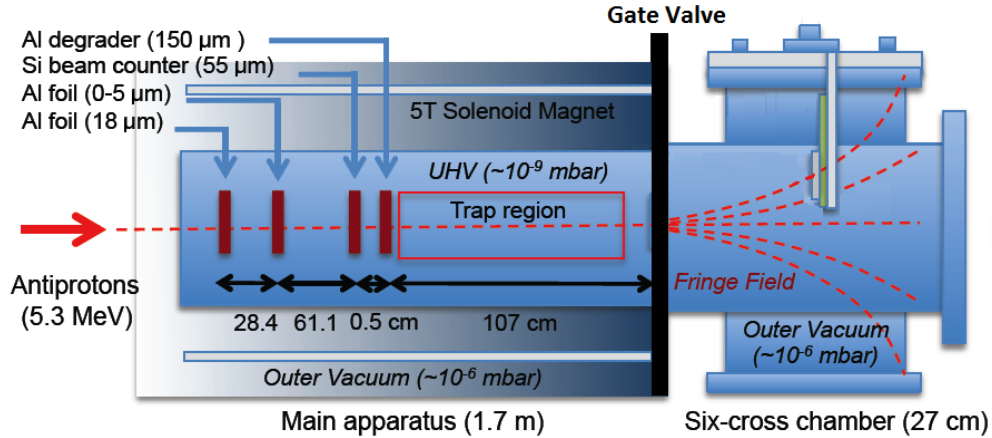 Gate Valve
Al degrader (150 µm )
Si beam counter (55 µm)
Al foil (0-5 µm)
Al foil (18 µm)
5T Solenoid Magnet
UHV (~10⁻⁹ mbar)
Trap region
Antiprotons
(5.3 MeV)
Fringe Field
28.4 61.1 0.5 cm 107 cm
Outer Vacuum (~10⁻⁶ mbar)
Outer Vacuum
(~10⁻⁶ mbar)
Main apparatus (1.7 m)
Six-cross chamber (27 cm)